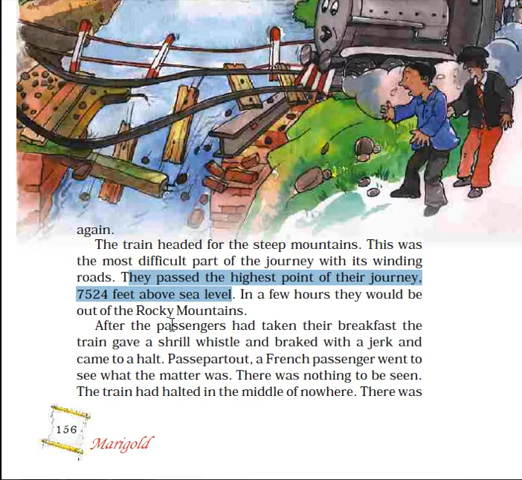 again.
The train headed for the steep mountains. This was
the most difficult part of the journey with its winding
roads. They passed the highest point of their journey,
7524 feet above sea level. In a few hours they would be
out of the Rocky Mountains.
After the passengers had taken their breakfast the
train gave a shrill whistle and braked with a jerk and
came to a halt. Passepartout, a French passenger went to
see what the matter was. There was nothing to be seen.
The train had halted in the middle of nowhere. There was
156
Marigold